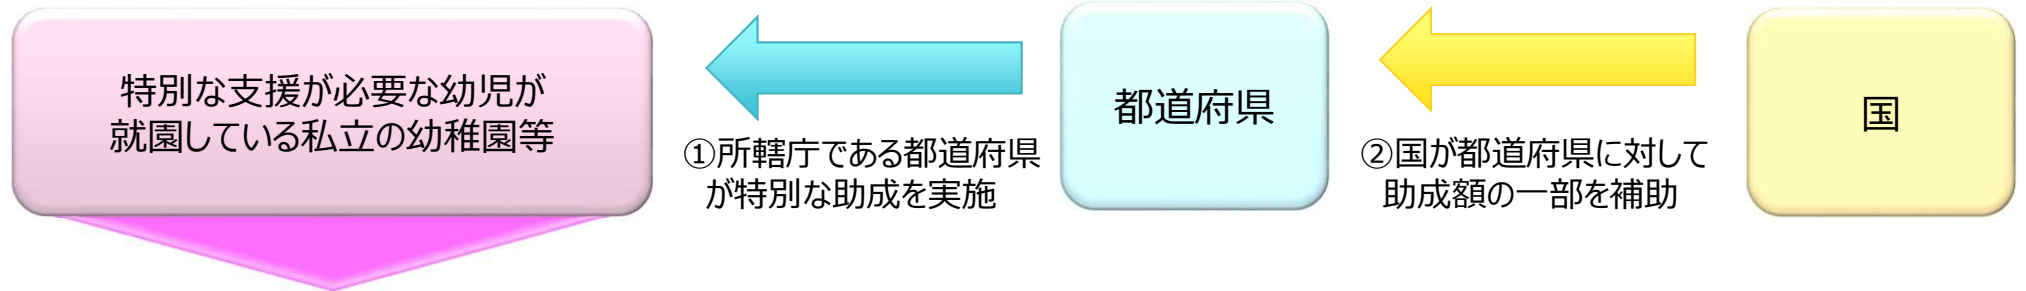 特別な支援が必要な幼児が
就園している私立の幼稚園等
①所轄庁である都道府県
が特別な助成を実施
都道府県
②国が都道府県に対して
助成額の一部を補助
国